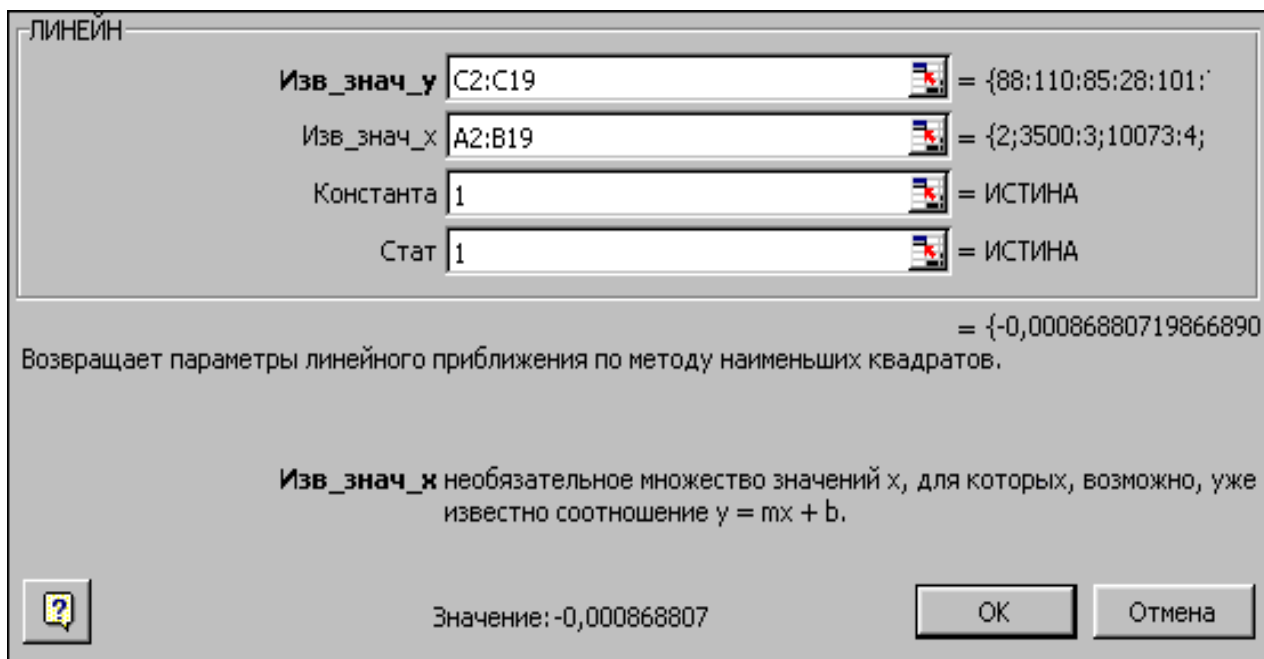 ЛИНЕЙН
Изв_знач_y C2:C19 = {88:110:85:28:101:
Изв_знач_x A2:B19 = {2;3500:3;10073:4;
Константа 1 = ИСТИНА
Стат 1 = ИСТИНА
= {-0,00086880719866890
Возвращает параметры линейного приближения по методу наименьших квадратов.
Изв_знач_x необязательное множество значений x, для которых, возможно, уже
известно соотношение y = mx + b.
? Значение:-0,000868807 OK Отмена